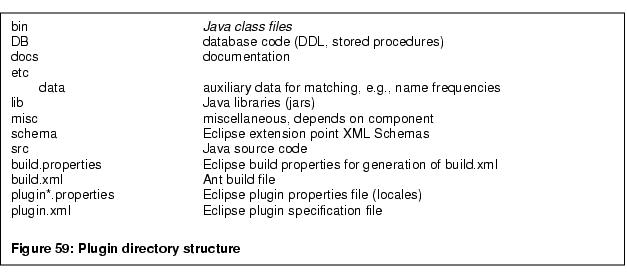 bin Java class files
DB database code (DDL, stored procedures)
docs documentation
etc
data auxiliary data for matching, e.g., name frequencies
lib Java libraries (jars)
misc miscellaneous, depends on component
schema Eclipse extension point XML Schemas
src Java source code
build.properties Eclipse build properties for generation of build.xml
build.xml Ant build file
plugin*.properties Eclipse plugin properties file (locales)
plugin.xml Eclipse plugin specification file
Figure 59: Plugin directory structure